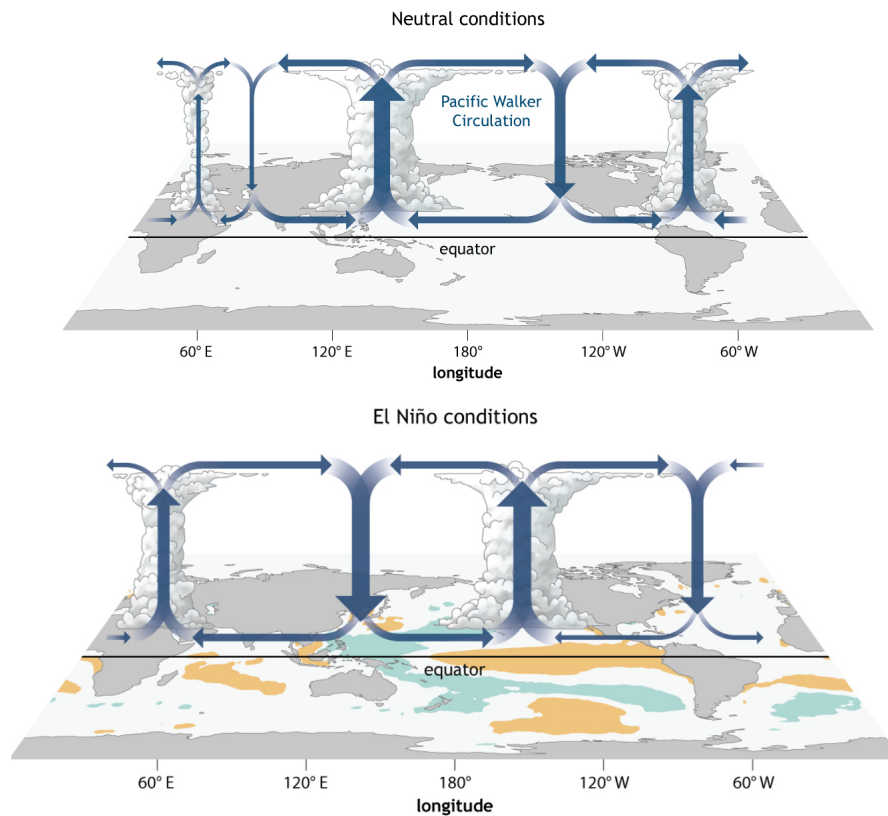 Neutral conditions
Pacific Walker
Circulation
equator
60° E 120° E 180° 120° W 60° W
longitude
El Niño conditions
equator
60° E 120° E 180° 120° W 60° W
longitude